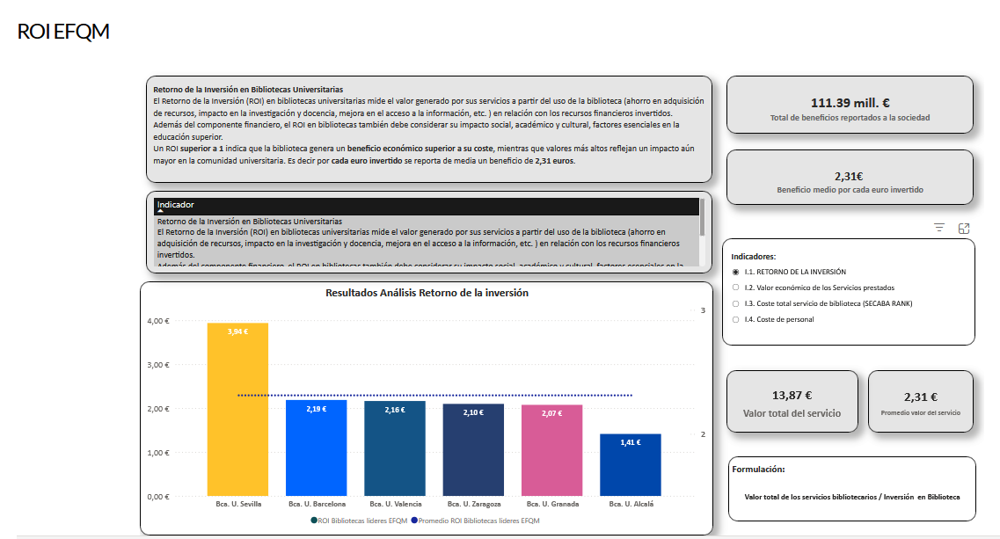 ROI EFQM
Retorno de la Inversión en Bibliotecas Universitarias
El Retorno de la Inversión (ROI) en bibliotecas universitarias mide el valor generado por sus servicios a partir del uso de la biblioteca (ahorro en adquisición
de recursos, impacto en la investigación y docencia, mejora en el acceso a la información, etc. ) en relación con los recursos financieros invertidos.
Además del componente financiero, el ROI en bibliotecas también debe considerar su impacto social, académico y cultural, factores esenciales en la
educación superior.
Un ROI superior a 1 indica que la biblioteca genera un beneficio económico superior a su coste, mientras que valores más altos reflejan un impacto aún
mayor en la comunidad universitaria. Es decir por cada euro invertido se reporta de media un beneficio de 2,31 euros.
111.39 mill. €
Total de beneficios reportados a la sociedad
2,31€
Beneficio medio por cada euro invertido
Indicador
Retorno de la Inversión en Bibliotecas Universitarias
El Retorno de la Inversión (ROI) en bibliotecas universitarias mide el valor generado por sus servicios a partir del uso de la biblioteca (ahorro en
adquisición de recursos, impacto en la investigación y docencia, mejora en el acceso a la información, etc. ) en relación con los recursos financieros
invertidos.
Además del componente financiero, el ROI en bibliotecas también debe considerar su impacto social, académico y cultural, factores esenciales en la
Indicadores:
I.1. RETORNO DE LA INVERSIÓN
I.2. Valor económico de los Servicios prestados
I.3. Coste total servicio de biblioteca (SECABA RANK)
I.4. Coste de personal
Resultados Análisis Retorno de la inversión
4,00 €
3,00 €
2,00 €
1,00 €
0,00 €
3
2
3,94 €
2,19 €
2,16 €
2,10 €
2,07 €
1,41 €
Bca. U. Sevilla
Bca. U. Barcelona
Bca. U. Valencia
Bca. U. Zaragoza
Bca. U. Granada
Bca. U. Alcalá
ROI Bibliotecas líderes EFQM
Promedio ROI Bibliotecas líderes EFQM
13,87 €
Valor total del servicio
2,31 €
Promedio valor del servicio
Formulación:
Valor total de los servicios bibliotecarios / Inversión en Biblioteca